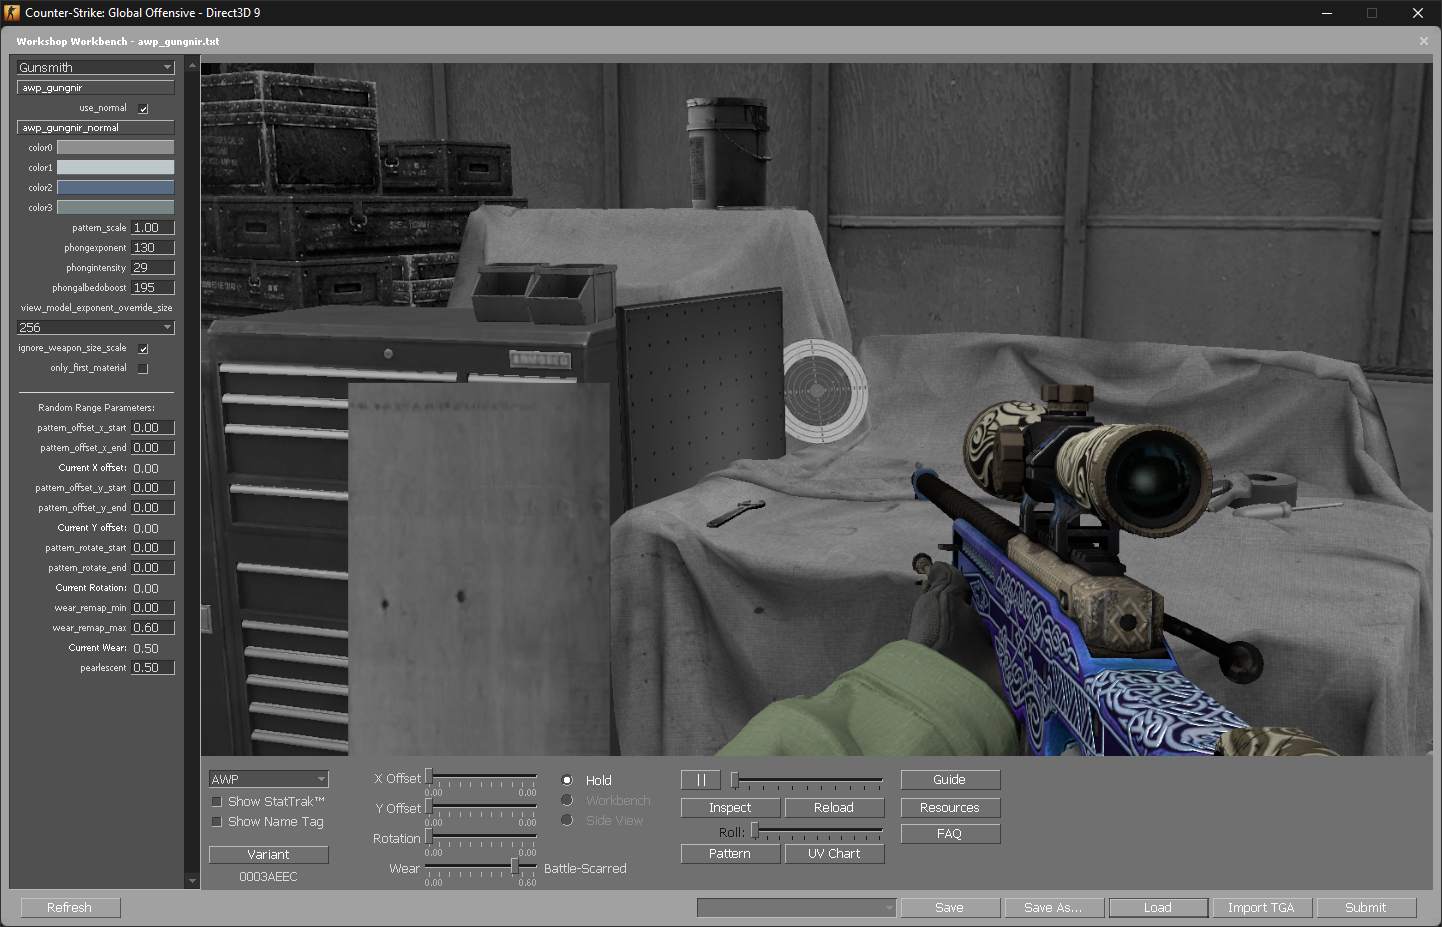 Counter-Strike: Global Offensive - Direct3D 9
Workshop Workbench - awp_gungnir.txt
Gunsmith
awp_gungnir
use_normal
awp_gungnir_normal
color0
color1
color2
color3
pattern_scale 1.00
phongexponent 130
phongintensity 29
phongalbedoboost 195
view_model_exponent_override_size
256
ignore_weapon_size_scale
only_first_material
Random Range Parameters:
pattern_offset_x_start 0.00
pattern_offset_x_end 0.00
Current X offset: 0.00
pattern_offset_y_start 0.00
pattern_offset_y_end 0.00
Current Y offset: 0.00
pattern_rotate_start 0.00
pattern_rotate_end 0.00
Current Rotation: 0.00
wear_remap_min 0.00
wear_remap_max 0.60
Current Wear: 0.50
pearlescent 0.50
AWP
Show StatTrak™
Show Name Tag
Variant
0003AEEC
X Offset
0.00 0.00
Y Offset
0.00 0.00
Rotation
0.00 0.00
Wear Battle-Scarred
0.00 0.60
Hold
Workbench
Side View
Inspect Reload
Roll:
Pattern UV Chart
Guide
Resources
FAQ
Refresh Save Save As... Load Import TGA Submit